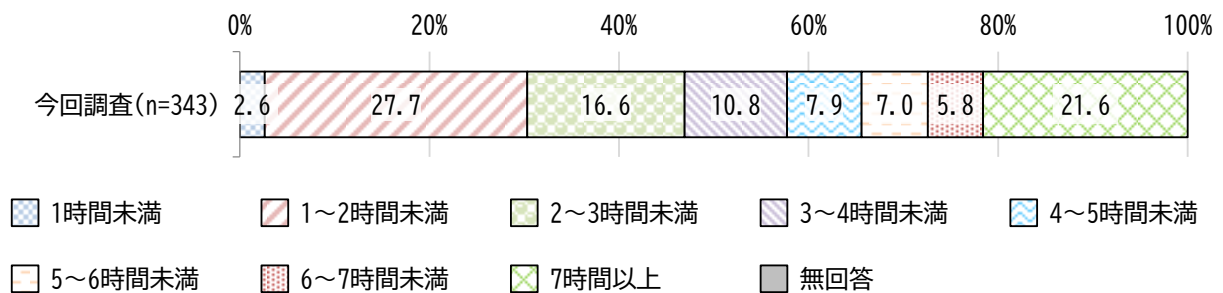 0% 20% 40% 60% 80% 100%
今回調査(n=343) 2.6 27.7 16.6 10.8 7.9 7.0 5.8 21.6
1時間未満 1～2時間未満 2～3時間未満 3～4時間未満 4～5時間未満
5～6時間未満 6～7時間未満 7時間以上 無回答